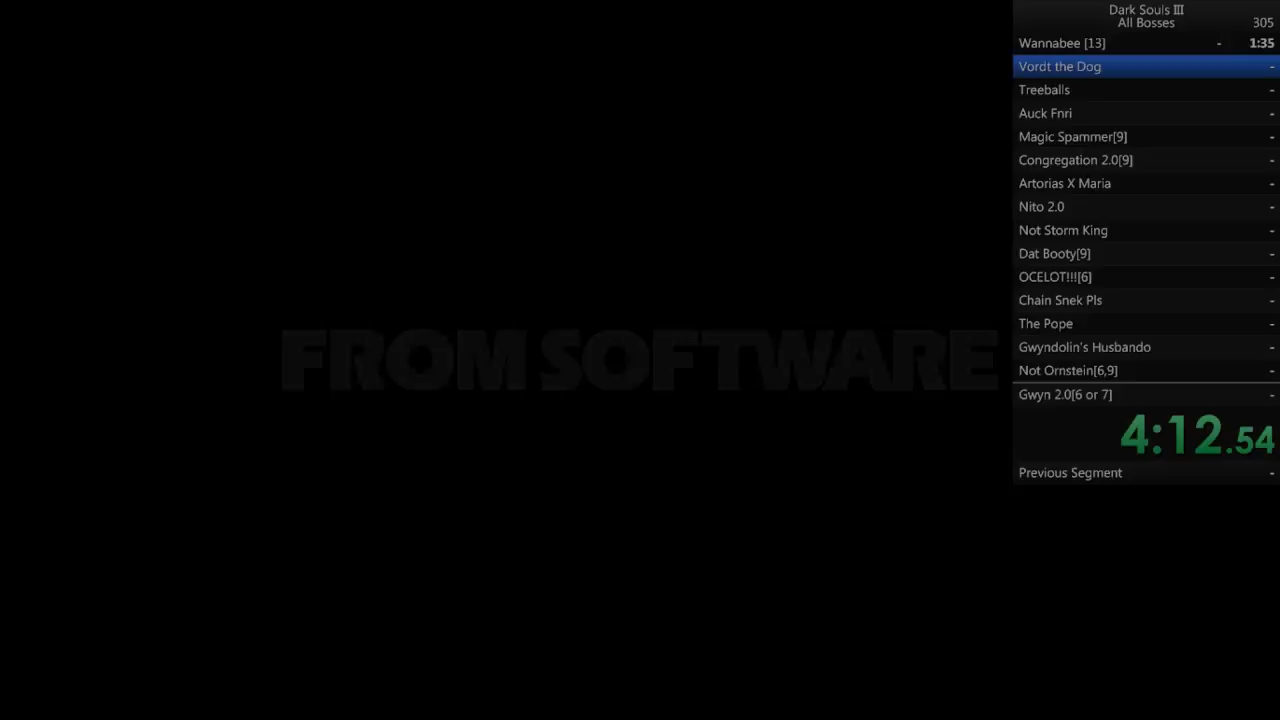 Dark Souls III
All Bosses 305
Wannabee [13] - 1:35
Vordt the Dog -
Treeballs -
Auck Fnri -
Magic Spammer[9] -
Congregation 2.0[9] -
Artorias X Maria -
Nito 2.0 -
Not Storm King -
Dat Booty[9] -
OCELOT!!![6] -
Chain Snek Pls -
The Pope -
Gwyndolin's Husbando -
Not Ornstein[6,9] -
Gwyn 2.0[6 or 7] -
4:12.54
Previous Segment -
FROM SOFTWARE